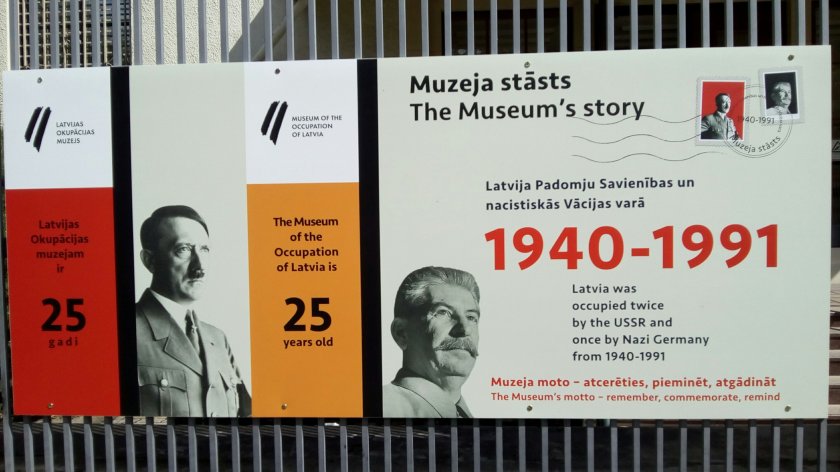 LATVIJAS
OKUPĀCIJAS
MUZEJS
Latvijas
Okupācijas
muzejam
ir
25
gadi
MUSEUM OF THE
OCCUPATION
OF LATVIA
The Museum
of the
Occupation
of Latvia is
25
years old
Muzeja stāsts
The Museum's story
1940-1991
Muzeja stāsts
Latvija Padomju Savienības un
nacistiskās Vācijas varā
1940-1991
Latvia was
occupied twice
by the USSR and
once by Nazi Germany
from 1940-1991
Muzeja moto – atcerēties, pieminēt, atgādināt
The Museum's motto – remember, commemorate, remind